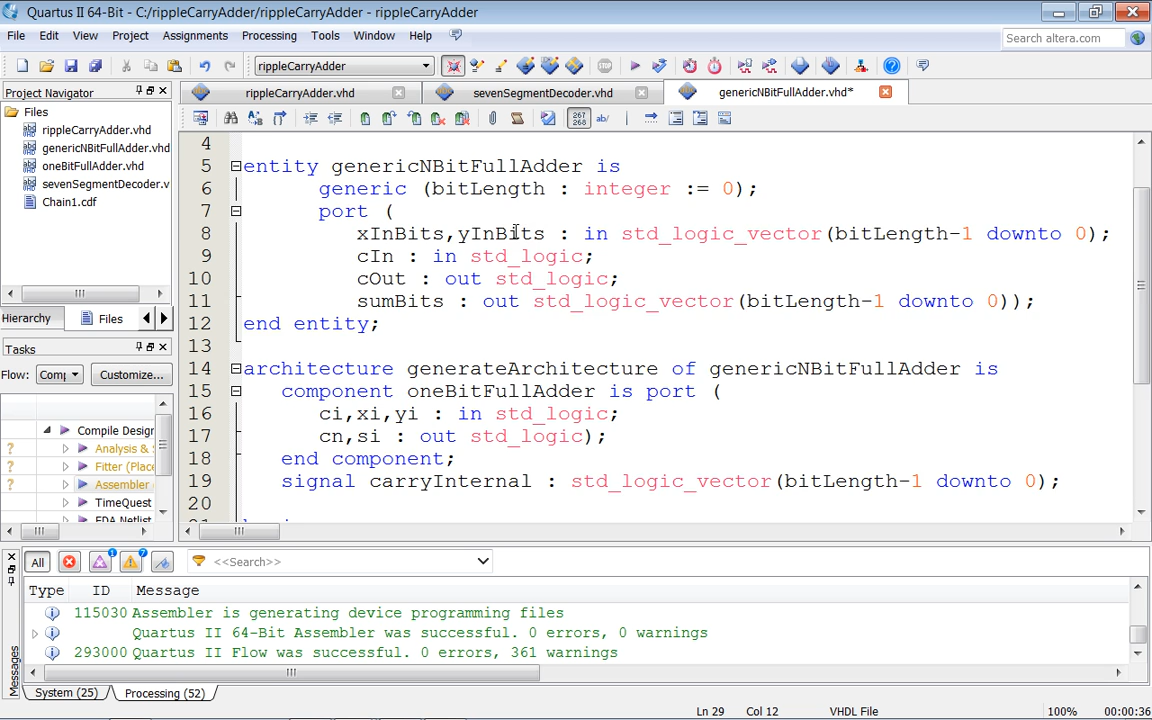 Quartus II 64-Bit - C:/rippleCarryAdder/rippleCarryAdder - rippleCarryAdder
File Edit View Project Assignments Processing Tools Window Help
Search altera.com
rippleCarryAdder
Project Navigator
rippleCarryAdder.vhd sevenSegmentDecoder.vhd genericNBitFullAdder.vhd*
Files
rippleCarryAdder.vhd
genericNBitFullAdder.vhd
oneBitFullAdder.vhd
sevenSegmentDecoder.v
Chain1.cdf
Hierarchy Files
Tasks
Flow: Comp Customize...
Compile Design
? Analysis & S
? Fitter (Place
? Assembler
TimeQuest
EDA Netlist
267
268
ab/
4
5 entity genericNBitFullAdder is
6 generic (bitLength : integer := 0);
7 port (
8 xInBits,yInBits : in std_logic_vector(bitLength-1 downto 0);
9 cIn : in std_logic;
10 cOut : out std_logic;
11 sumBits : out std_logic_vector(bitLength-1 downto 0));
12 end entity;
13
14 architecture generateArchitecture of genericNBitFullAdder is
15 component oneBitFullAdder is port (
16 ci,xi,yi : in std_logic;
17 cn,si : out std_logic);
18 end component;
19 signal carryInternal : std_logic_vector(bitLength-1 downto 0);
20
All 1 7 <<Search>>
Type ID Message
115030 Assembler is generating device programming files
Quartus II 64-Bit Assembler was successful. 0 errors, 0 warnings
293000 Quartus II Flow was successful. 0 errors, 361 warnings
Messages
System (25) Processing (52)
Ln 29 Col 12 VHDL File 100% 00:00:36